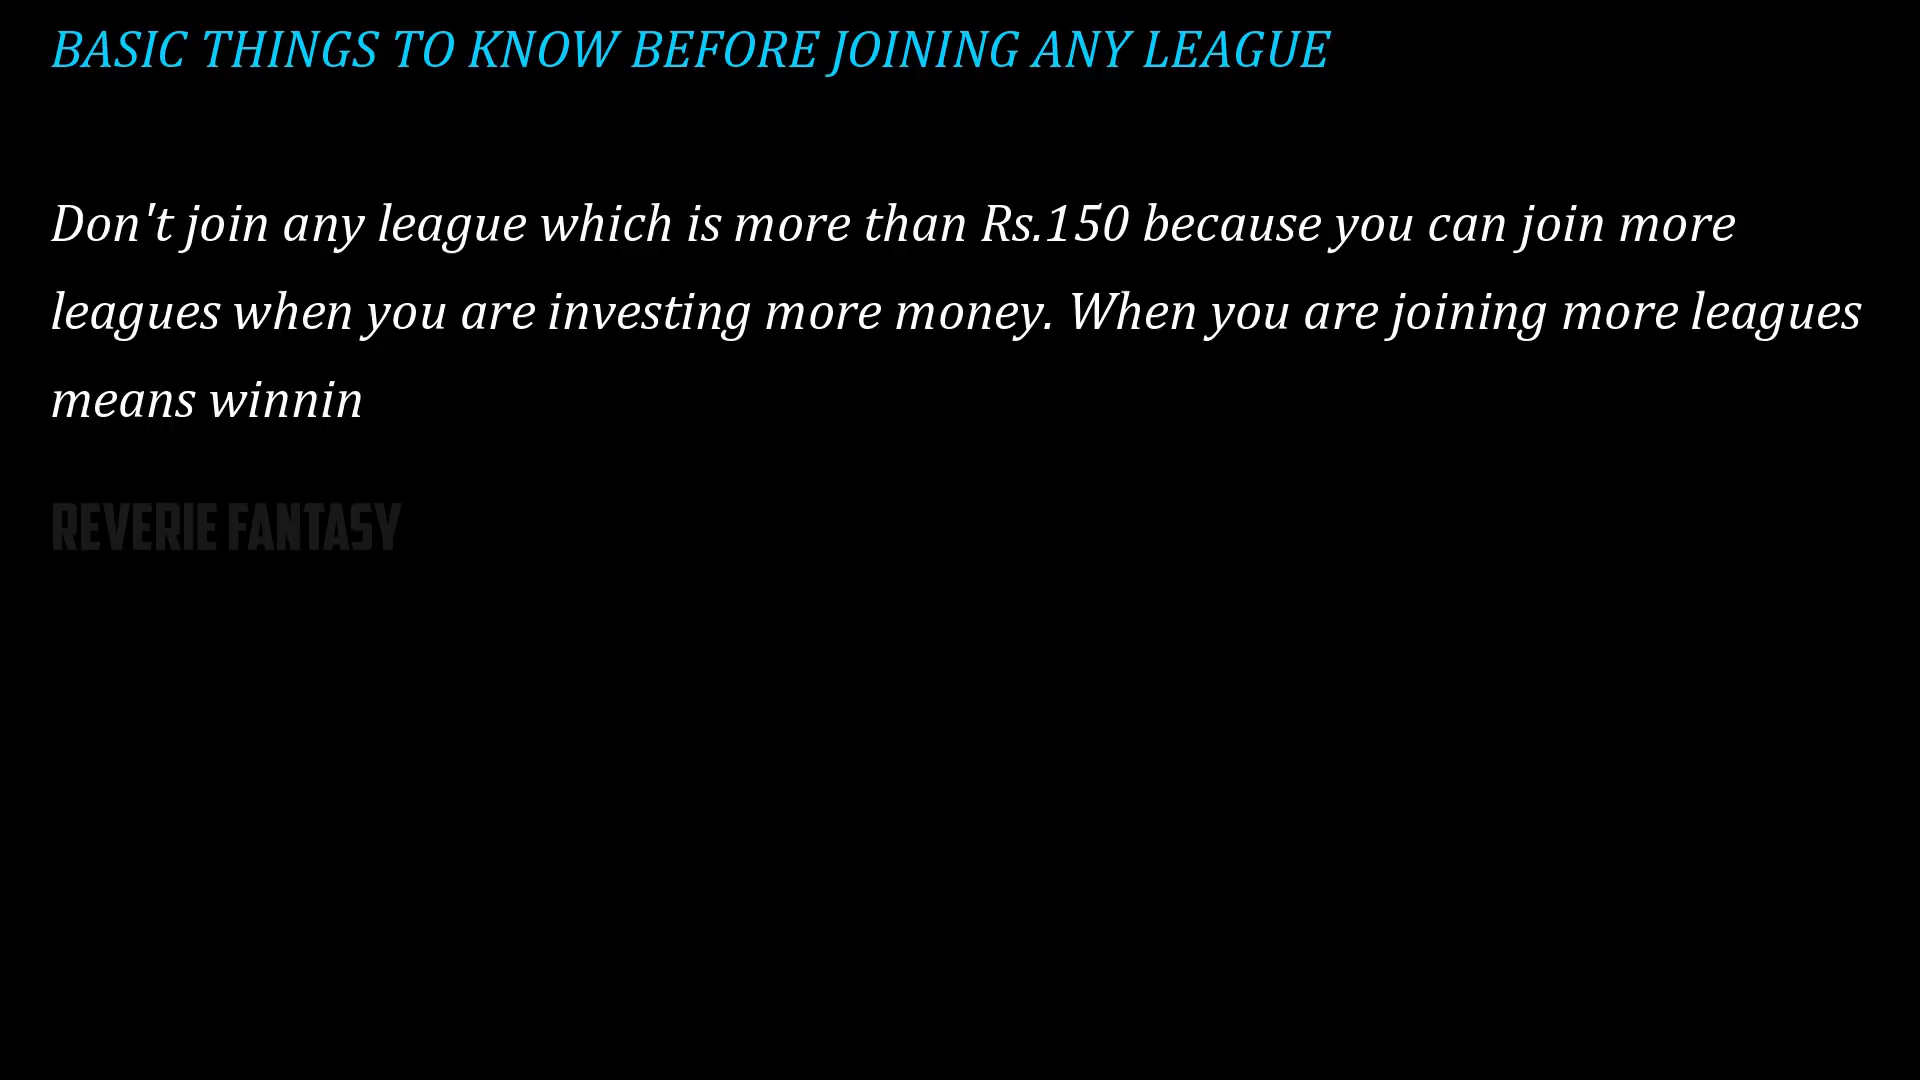 BASIC THINGS TO KNOW BEFORE JOINING ANY LEAGUE
Don't join any league which is more than Rs.150 because you can join more
leagues when you are investing more money. When you are joining more leagues
means winnin
REVERIE FANTASY